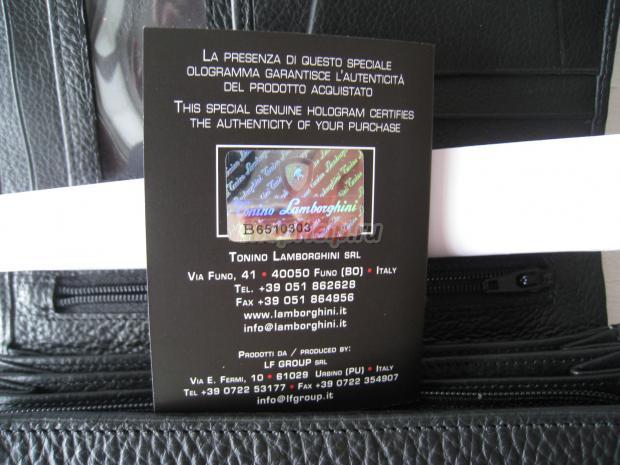 LA PRESENZA DI QUESTO SPECIALE
OLOGRAMMA GARANTISCE L'AUTENTICITÀ
DEL PRODOTTO ACQUISTATO
THIS SPECIAL GENUINE HOLOGRAM CERTIFIES
THE AUTHENTICITY OF YOUR PURCHASE
Tonino Lamborghini
B6510303
TONINO LAMBORGHINI SRL
VIA FUNO, 41 • 40050 FUNO (BO) • ITALY
TEL. +39 051 862628
FAX +39 051 864956
www.lamborghini.it
info@lamborghini.it
PRODOTTI DA / PRODUCED BY:
LF GROUP SRL
VIA E. FERMI, 10 • 61029 URBINO (PU) • ITALY
TEL +39 0722 53177 • FAX +39 0722 354907
info@lfgroup.it